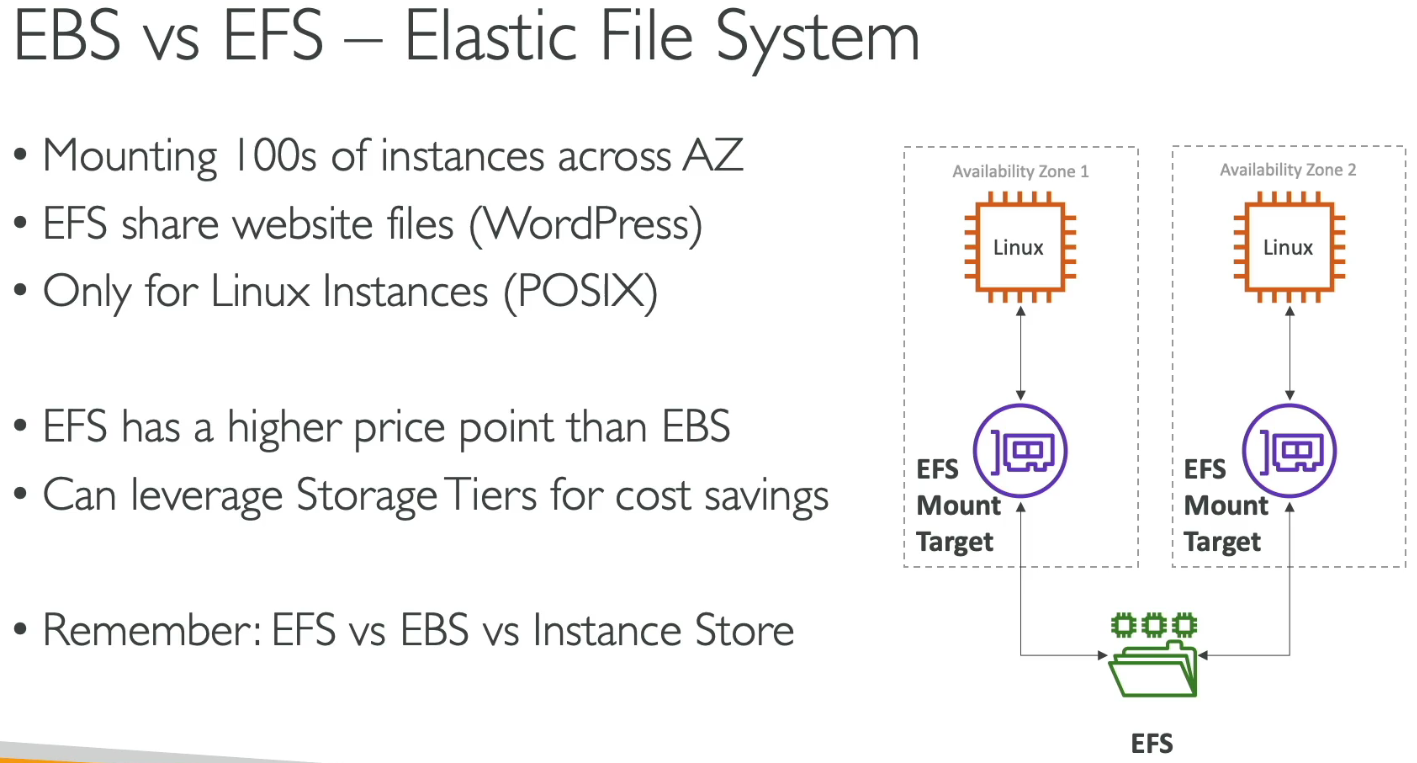 EBS vs EFS – Elastic File System
• Mounting 100s of instances across AZ
• EFS share website files (WordPress)
• Only for Linux Instances (POSIX)
• EFS has a higher price point than EBS
• Can leverage Storage Tiers for cost savings
• Remember: EFS vs EBS vs Instance Store
Availability Zone 1
Linux
EFS
Mount
Target
Availability Zone 2
Linux
EFS
Mount
Target
EFS